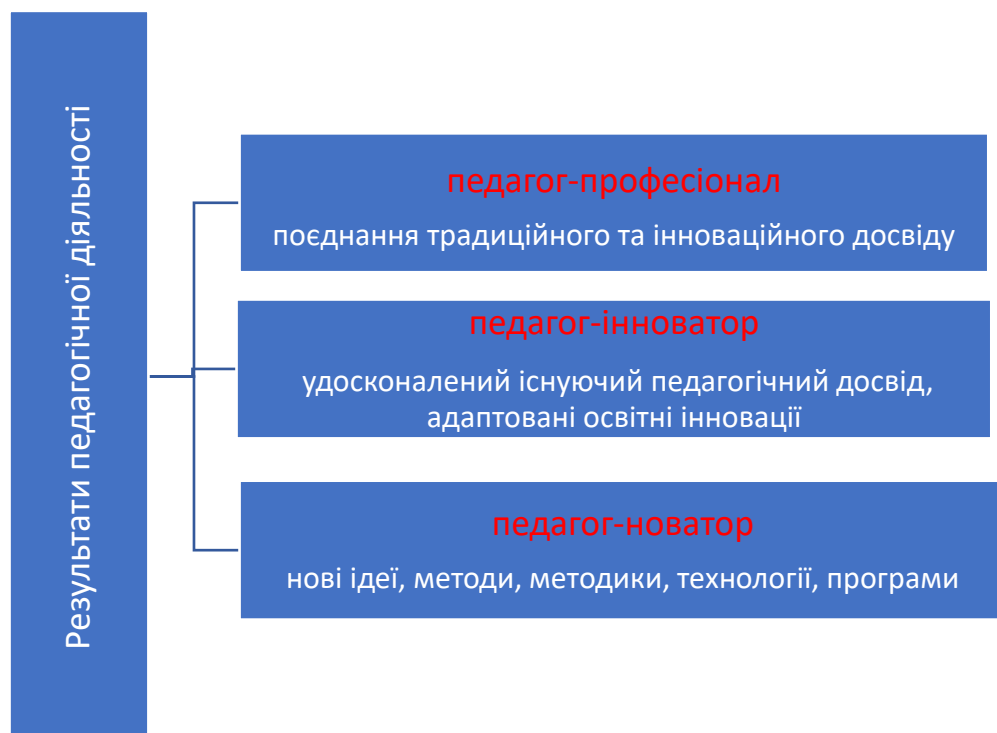 Результати педагогічної діяльності
педагог-професіонал
поєднання традиційного та інноваційного досвіду
педагог-інноватор
удосконалений існуючий педагогічний досвід,
адаптовані освітні інновації
педагог-новатор
нові ідеї, методи, методики, технології, програми